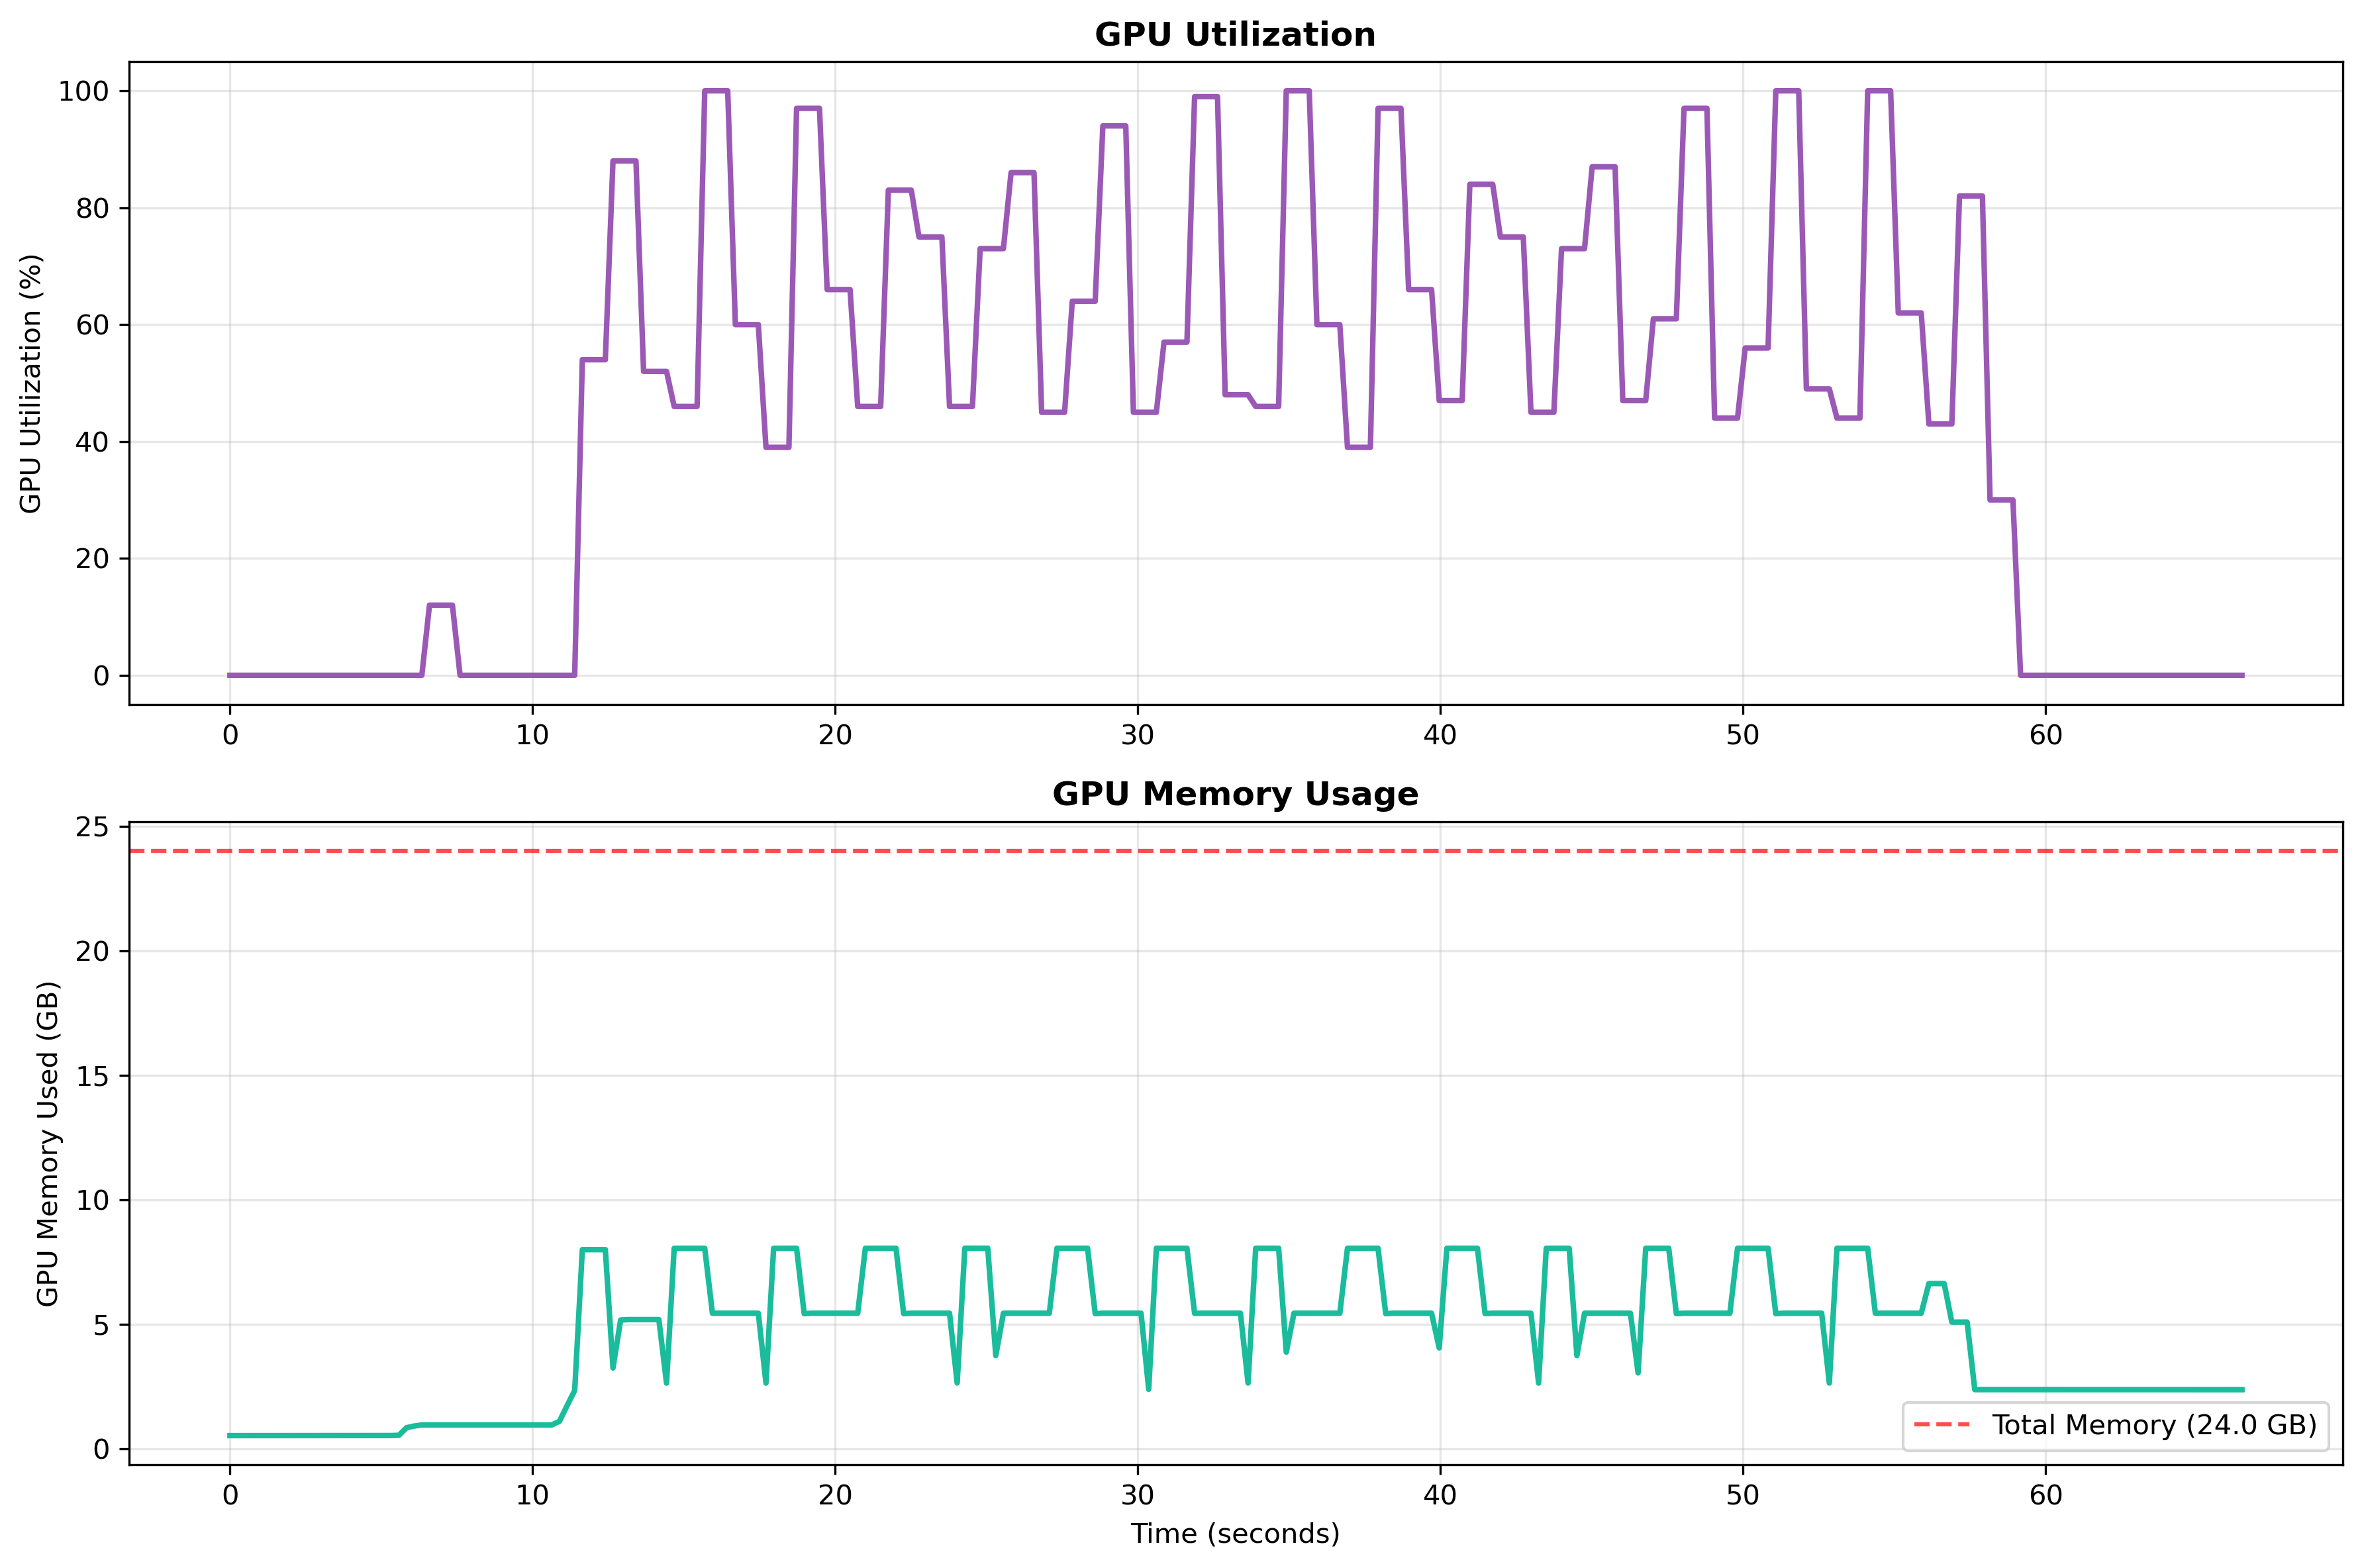 GPU Utilization
GPU Utilization (%)
100
80
60
40
20
0
0 10 20 30 40 50 60
GPU Memory Usage
GPU Memory Used (GB)
25
20
15
10
5
0
Total Memory (24.0 GB)
0 10 20 30 40 50 60
Time (seconds)